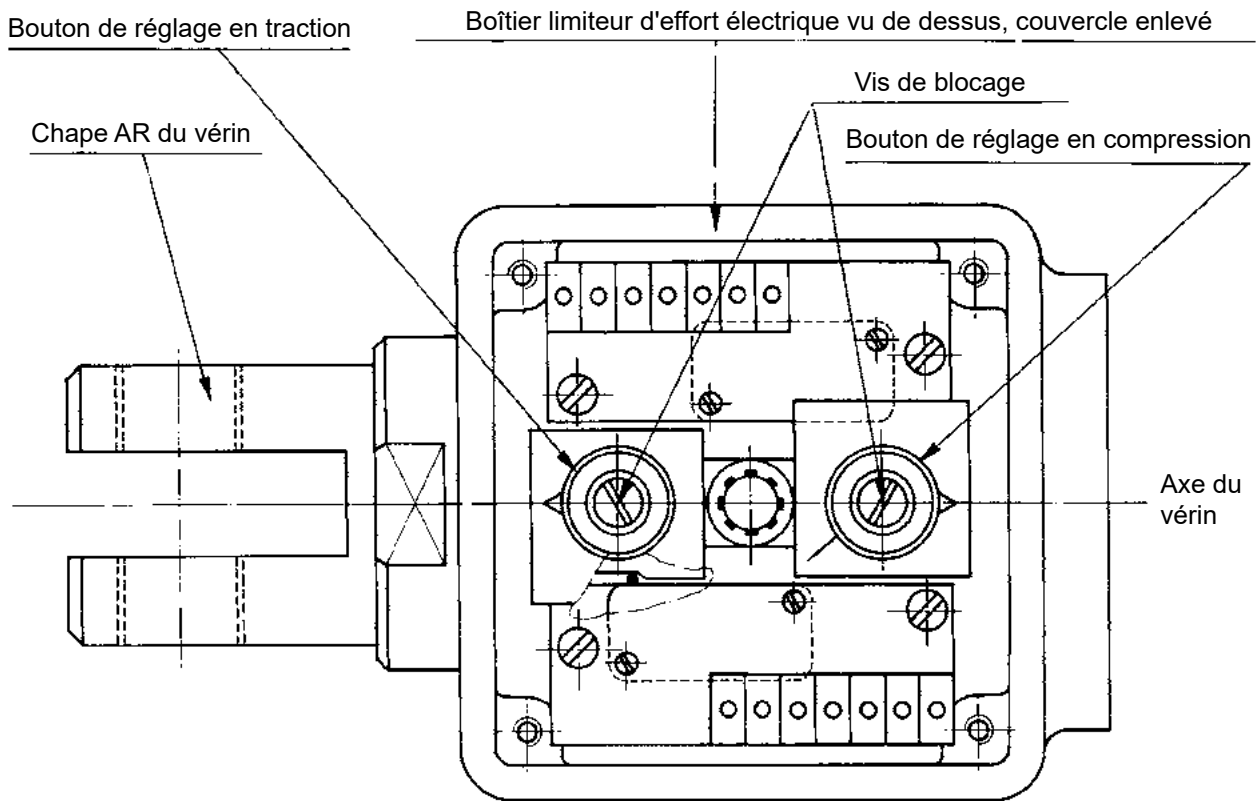 Boîtier limiteur d'effort électrique vu de dessus, couvercle enlevé
Bouton de réglage en traction
Vis de blocage
Chape AR du vérin
Bouton de réglage en compression
Axe du
vérin